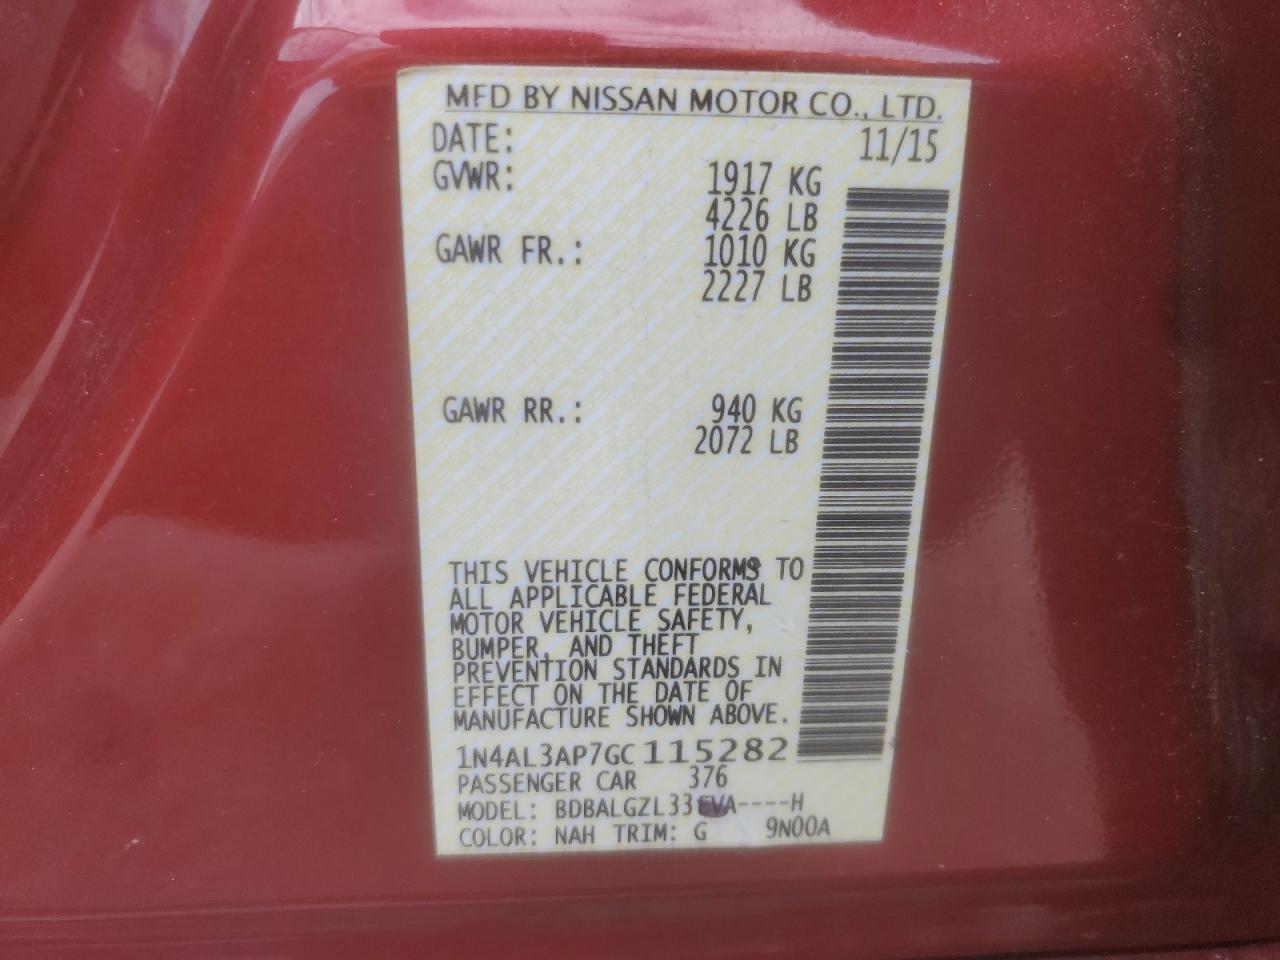 MFD BY NISSAN MOTOR CO., LTD.
DATE: 11/15
GVWR: 1917 KG
4226 LB
GAWR FR.: 1010 KG
2227 LB
GAWR RR.: 940 KG
2072 LB
THIS VEHICLE CONFORMS TO
ALL APPLICABLE FEDERAL
MOTOR VEHICLE SAFETY,
BUMPER, AND THEFT
PREVENTION STANDARDS IN
EFFECT ON THE DATE OF
MANUFACTURE SHOWN ABOVE.
1N4AL3AP7GC115282
PASSENGER CAR 376
MODEL: BDBALGZL33EVA----H
COLOR: NAH TRIM: G 9N00A